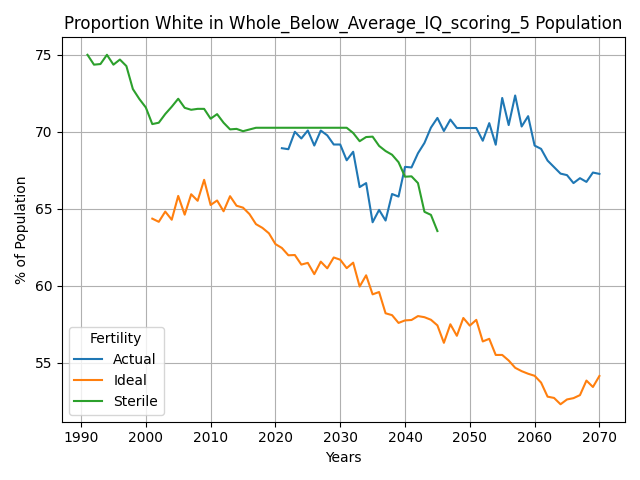 Proportion White in Whole_Below_Average_IQ_scoring_5 Population
% of Population
75
70
65
60
55
Fertility
Actual
Ideal
Sterile
1990
2000
2010
2020
2030
2040
2050
2060
2070
Years